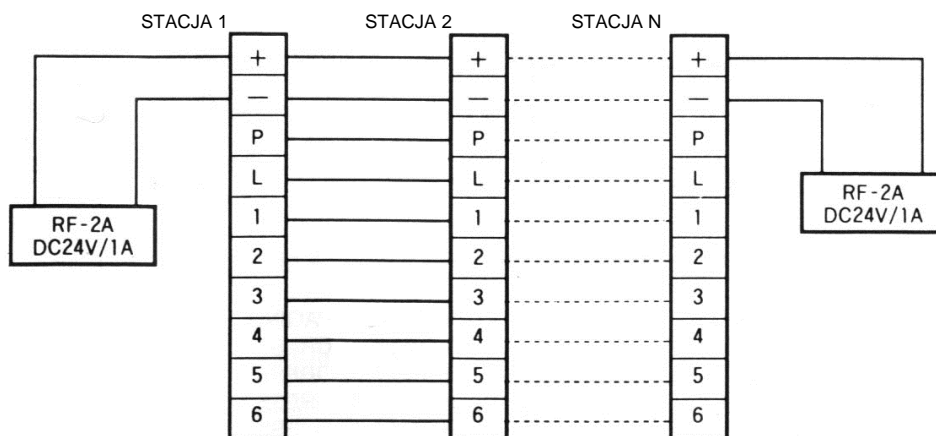 STACJA 1 STACJA 2 STACJA N
+ + +
— — —
P P P
L L L
1 1 1
2 2 2
3 3 3
4 4 4
5 5 5
6 6 6
RF-2A
DC24V/1A
RF-2A
DC24V/1A